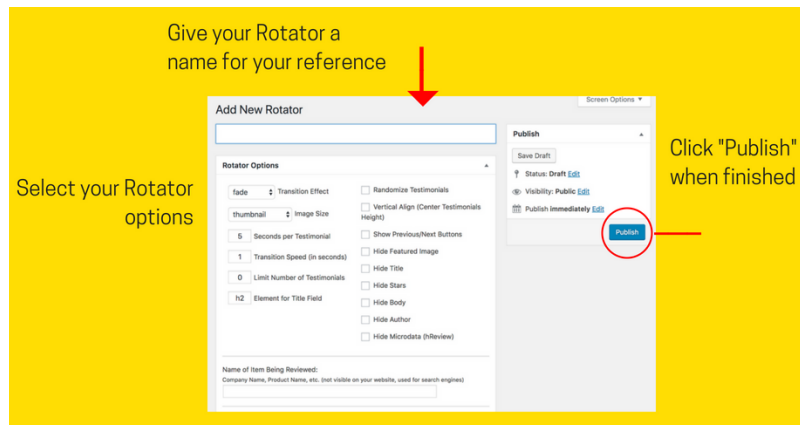 Give your Rotator a
name for your reference
Screen Options ▼
Add New Rotator
Publish
Save Draft
Status: Draft Edit
Visibility: Public Edit
Publish immediately Edit
Publish
Click "Publish"
when finished
Select your Rotator
options
Rotator Options
fade Transition Effect
thumbnail Image Size
5 Seconds per Testimonial
1 Transition Speed (in seconds)
0 Limit Number of Testimonials
h2 Element for Title Field
Randomize Testimonials
Vertical Align (Center Testimonials
Height)
Show Previous/Next Buttons
Hide Featured Image
Hide Title
Hide Stars
Hide Body
Hide Author
Hide Microdata (hReview)
Name of Item Being Reviewed:
Company Name, Product Name, etc. (not visible on your website, used for search engines)